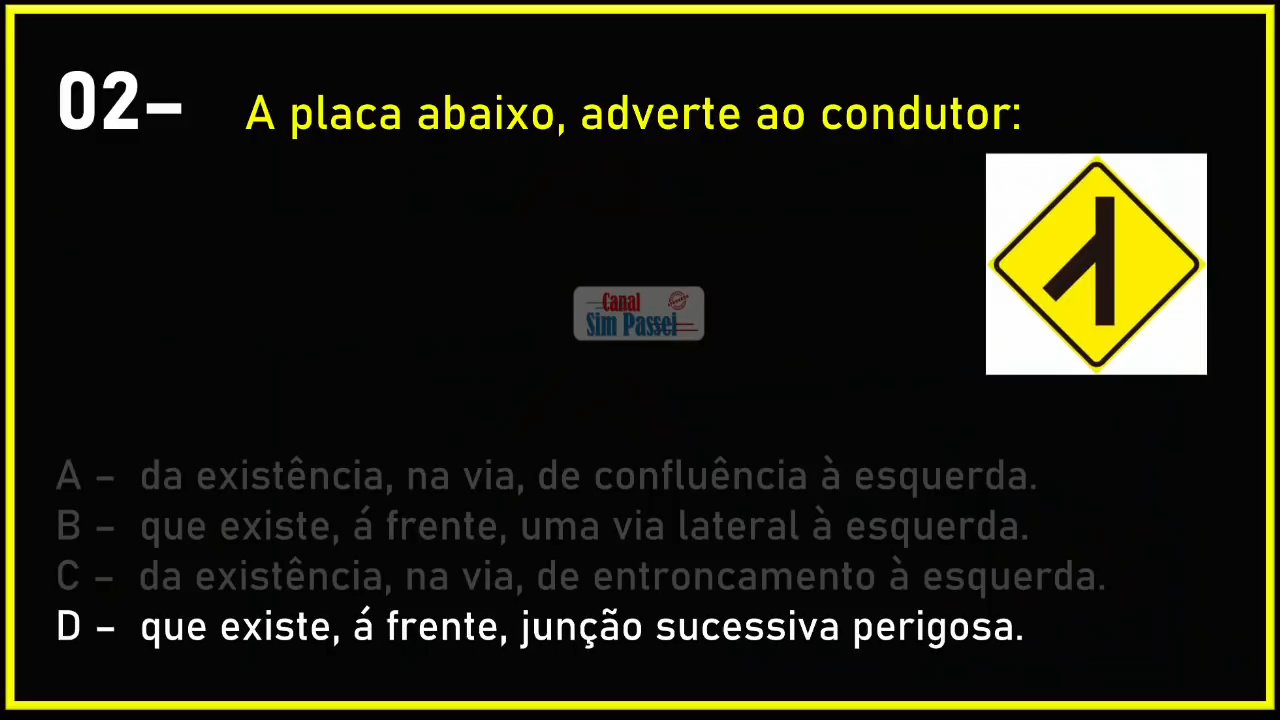 02- A placa abaixo, adverte ao condutor:
Canal
Sim Passei
A - da existência, na via, de confluência à esquerda.
B - que existe, á frente, uma via lateral à esquerda.
C - da existência, na via, de entroncamento à esquerda.
D - que existe, á frente, junção sucessiva perigosa.